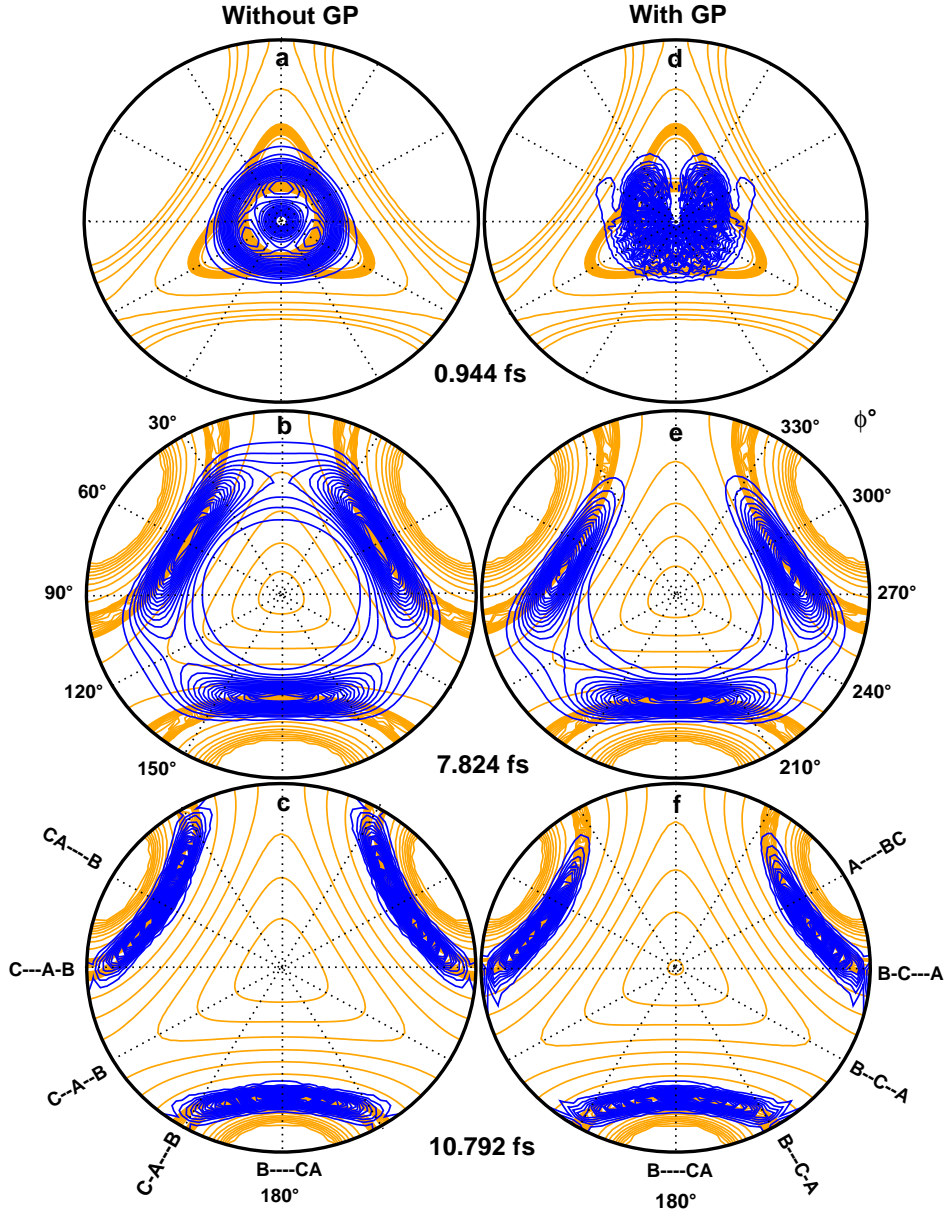 Without GP
With GP
a
d
0.944 fs
30°
b
e
330°
ϕ°
60°
300°
90°
270°
120°
240°
150°
7.824 fs
210°
c
f
CA----B
A----BC
C---A-B
B-C---A
C--A--B
B--C--A
C-A----B
B---C-A
10.792 fs
B----CA
B----CA
180°
180°